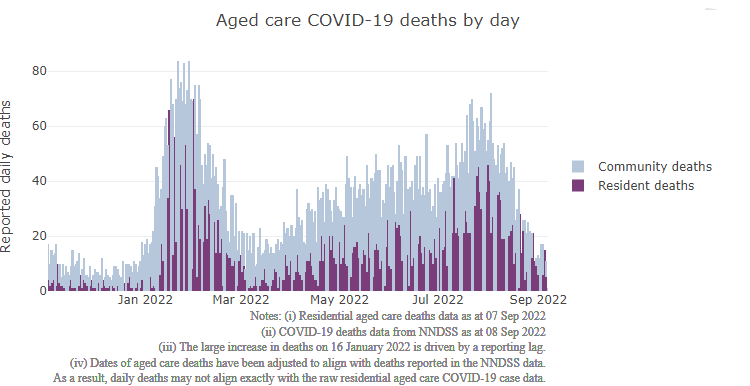 Aged care COVID-19 deaths by day
Reported daily deaths
80
60
40
20
0
Jan 2022 Mar 2022 May 2022 Jul 2022 Sep 2022
Community deaths
Resident deaths
Notes: (i) Residential aged care deaths data as at 07 Sep 2022
(ii) COVID-19 deaths data from NNDSS as at 08 Sep 2022
(iii) The large increase in deaths on 16 January 2022 is driven by a reporting lag.
(iv) Dates of aged care deaths have been adjusted to align with deaths reported in the NNDSS data.
As a result, daily deaths may not align exactly with the raw residential aged care COVID-19 case data.